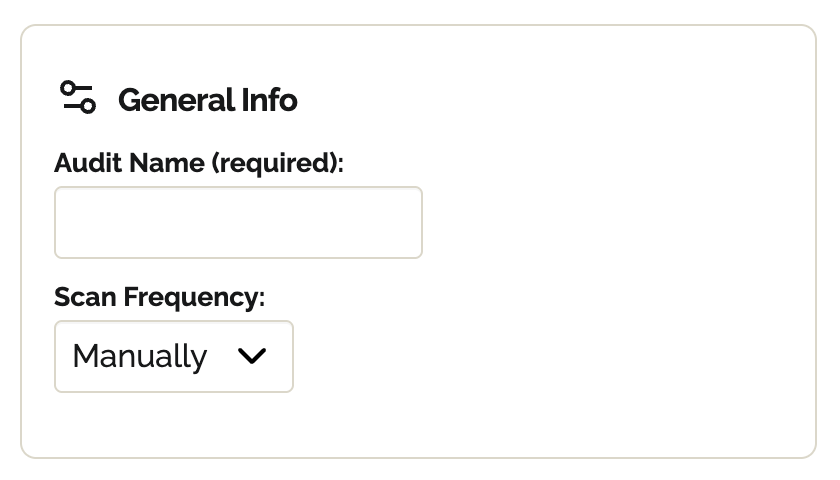 General Info
Audit Name (required):
Scan Frequency:
Manually